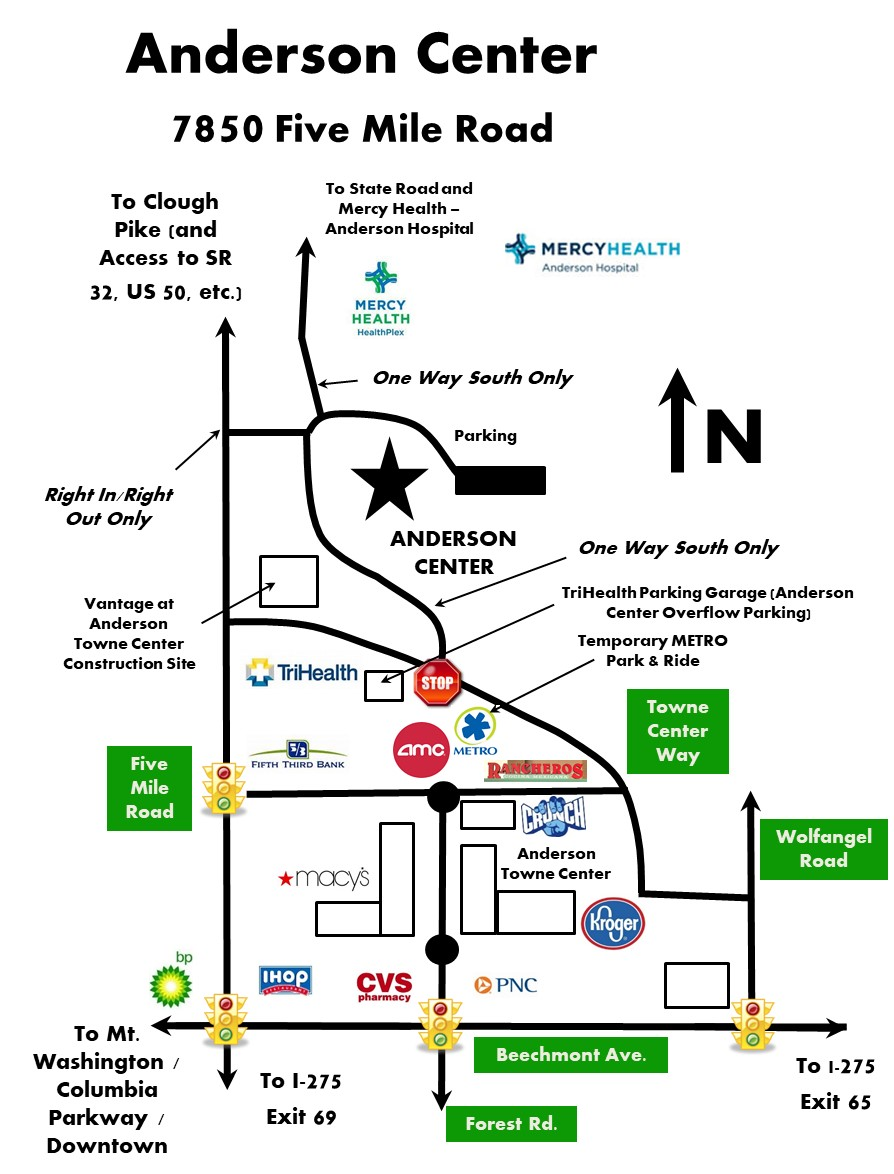 Anderson Center
7850 Five Mile Road
To Clough
Pike (and
Access to SR
32, US 50, etc.)
To State Road and
Mercy Health –
Anderson Hospital
MERCYHEALTH
Anderson Hospital
MERCY
HEALTH
HealthPlex
One Way South Only
N
Parking
Right In/Right
Out Only
ANDERSON
CENTER
One Way South Only
TriHealth Parking Garage (Anderson
Center Overflow Parking)
Vantage at
Anderson
Towne Center
Construction Site
Temporary METRO
Park & Ride
TriHealth
STOP
Towne
Center
Way
amc
METRO
5/3
FIFTH THIRD BANK
RANCHEROS
Five
Mile
Road
CRUNCH
Wolfangel
Road
Anderson
Towne Center
macy's
Kroger
bp
IHOP
RESTAURANT
CVS
pharmacy
PNC
To Mt.
Washington /
Columbia
Parkway /
Downtown
Beechmont Ave.
To I-275
Exit 69
To I-275
Exit 65
Forest Rd.